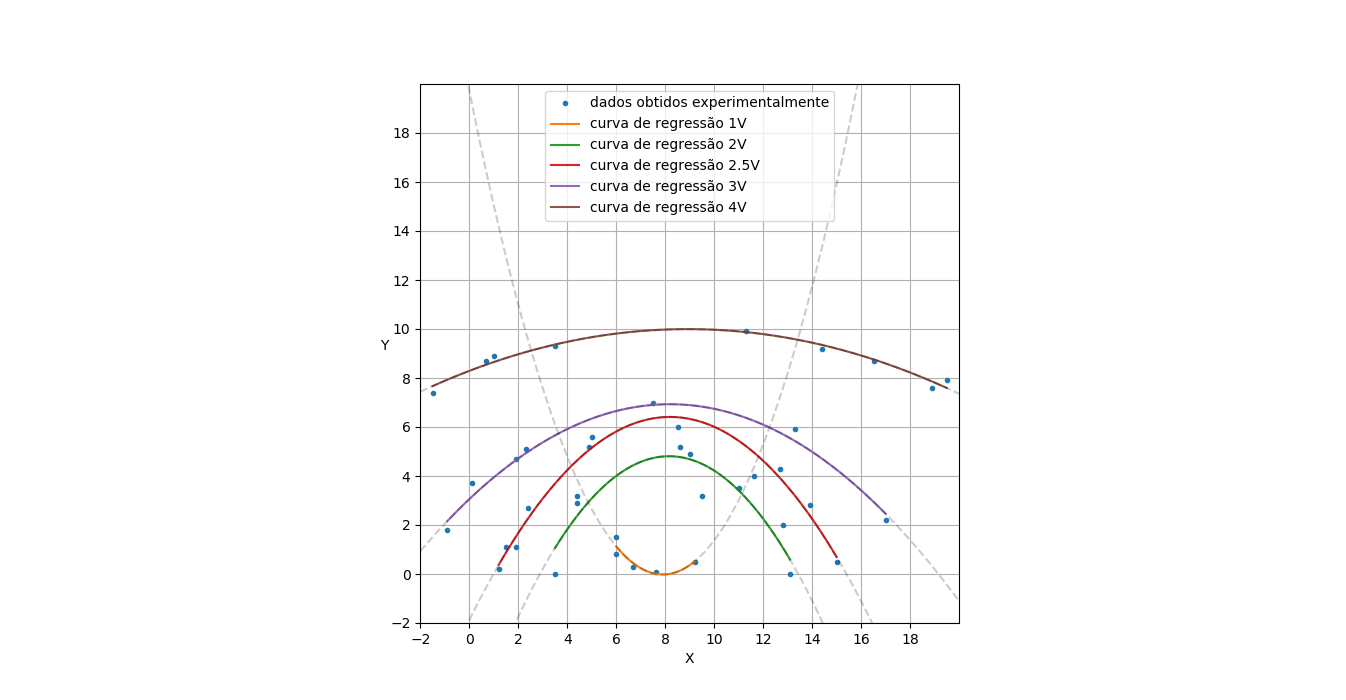 dados obtidos experimentalmente
curva de regressão 1V
curva de regressão 2V
curva de regressão 2.5V
curva de regressão 3V
curva de regressão 4V
18
16
14
12
10
8
6
4
2
0
−2
Y
−2 0 2 4 6 8 10 12 14 16 18
X